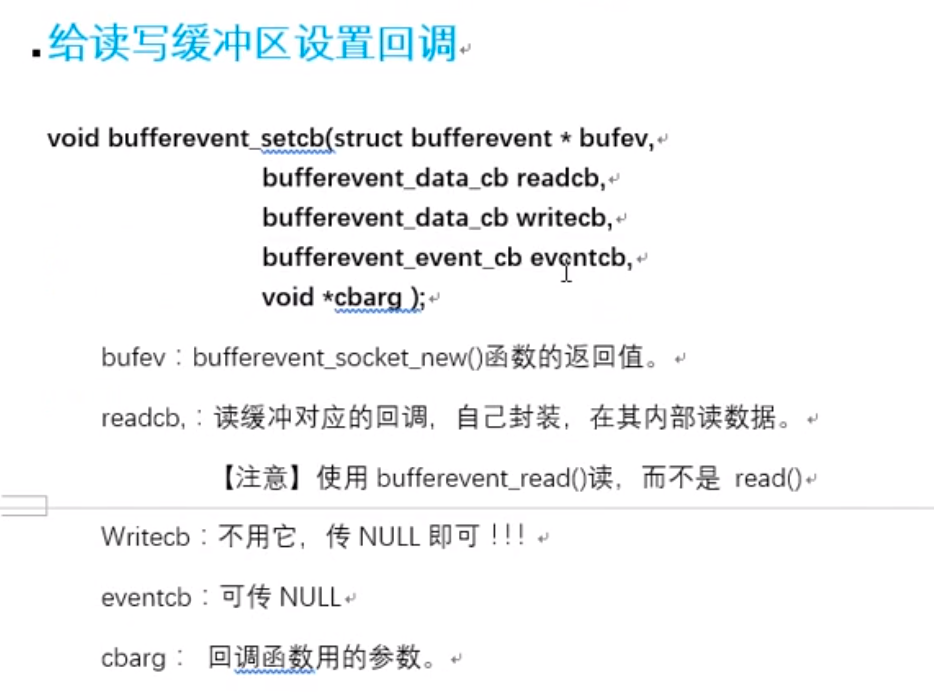 给读写缓冲区设置回调
void bufferevent_setcb(struct bufferevent * bufev,
bufferevent_data_cb readcb,
bufferevent_data_cb writecb,
bufferevent_event_cb eventcb,
void *cbarg );
bufev：bufferevent_socket_new()函数的返回值。
readcb,：读缓冲对应的回调，自己封装，在其内部读数据。
【注意】使用 bufferevent_read()读，而不是 read()
Writecb：不用它，传 NULL 即可！！！
eventcb：可传 NULL
cbarg： 回调函数用的参数。